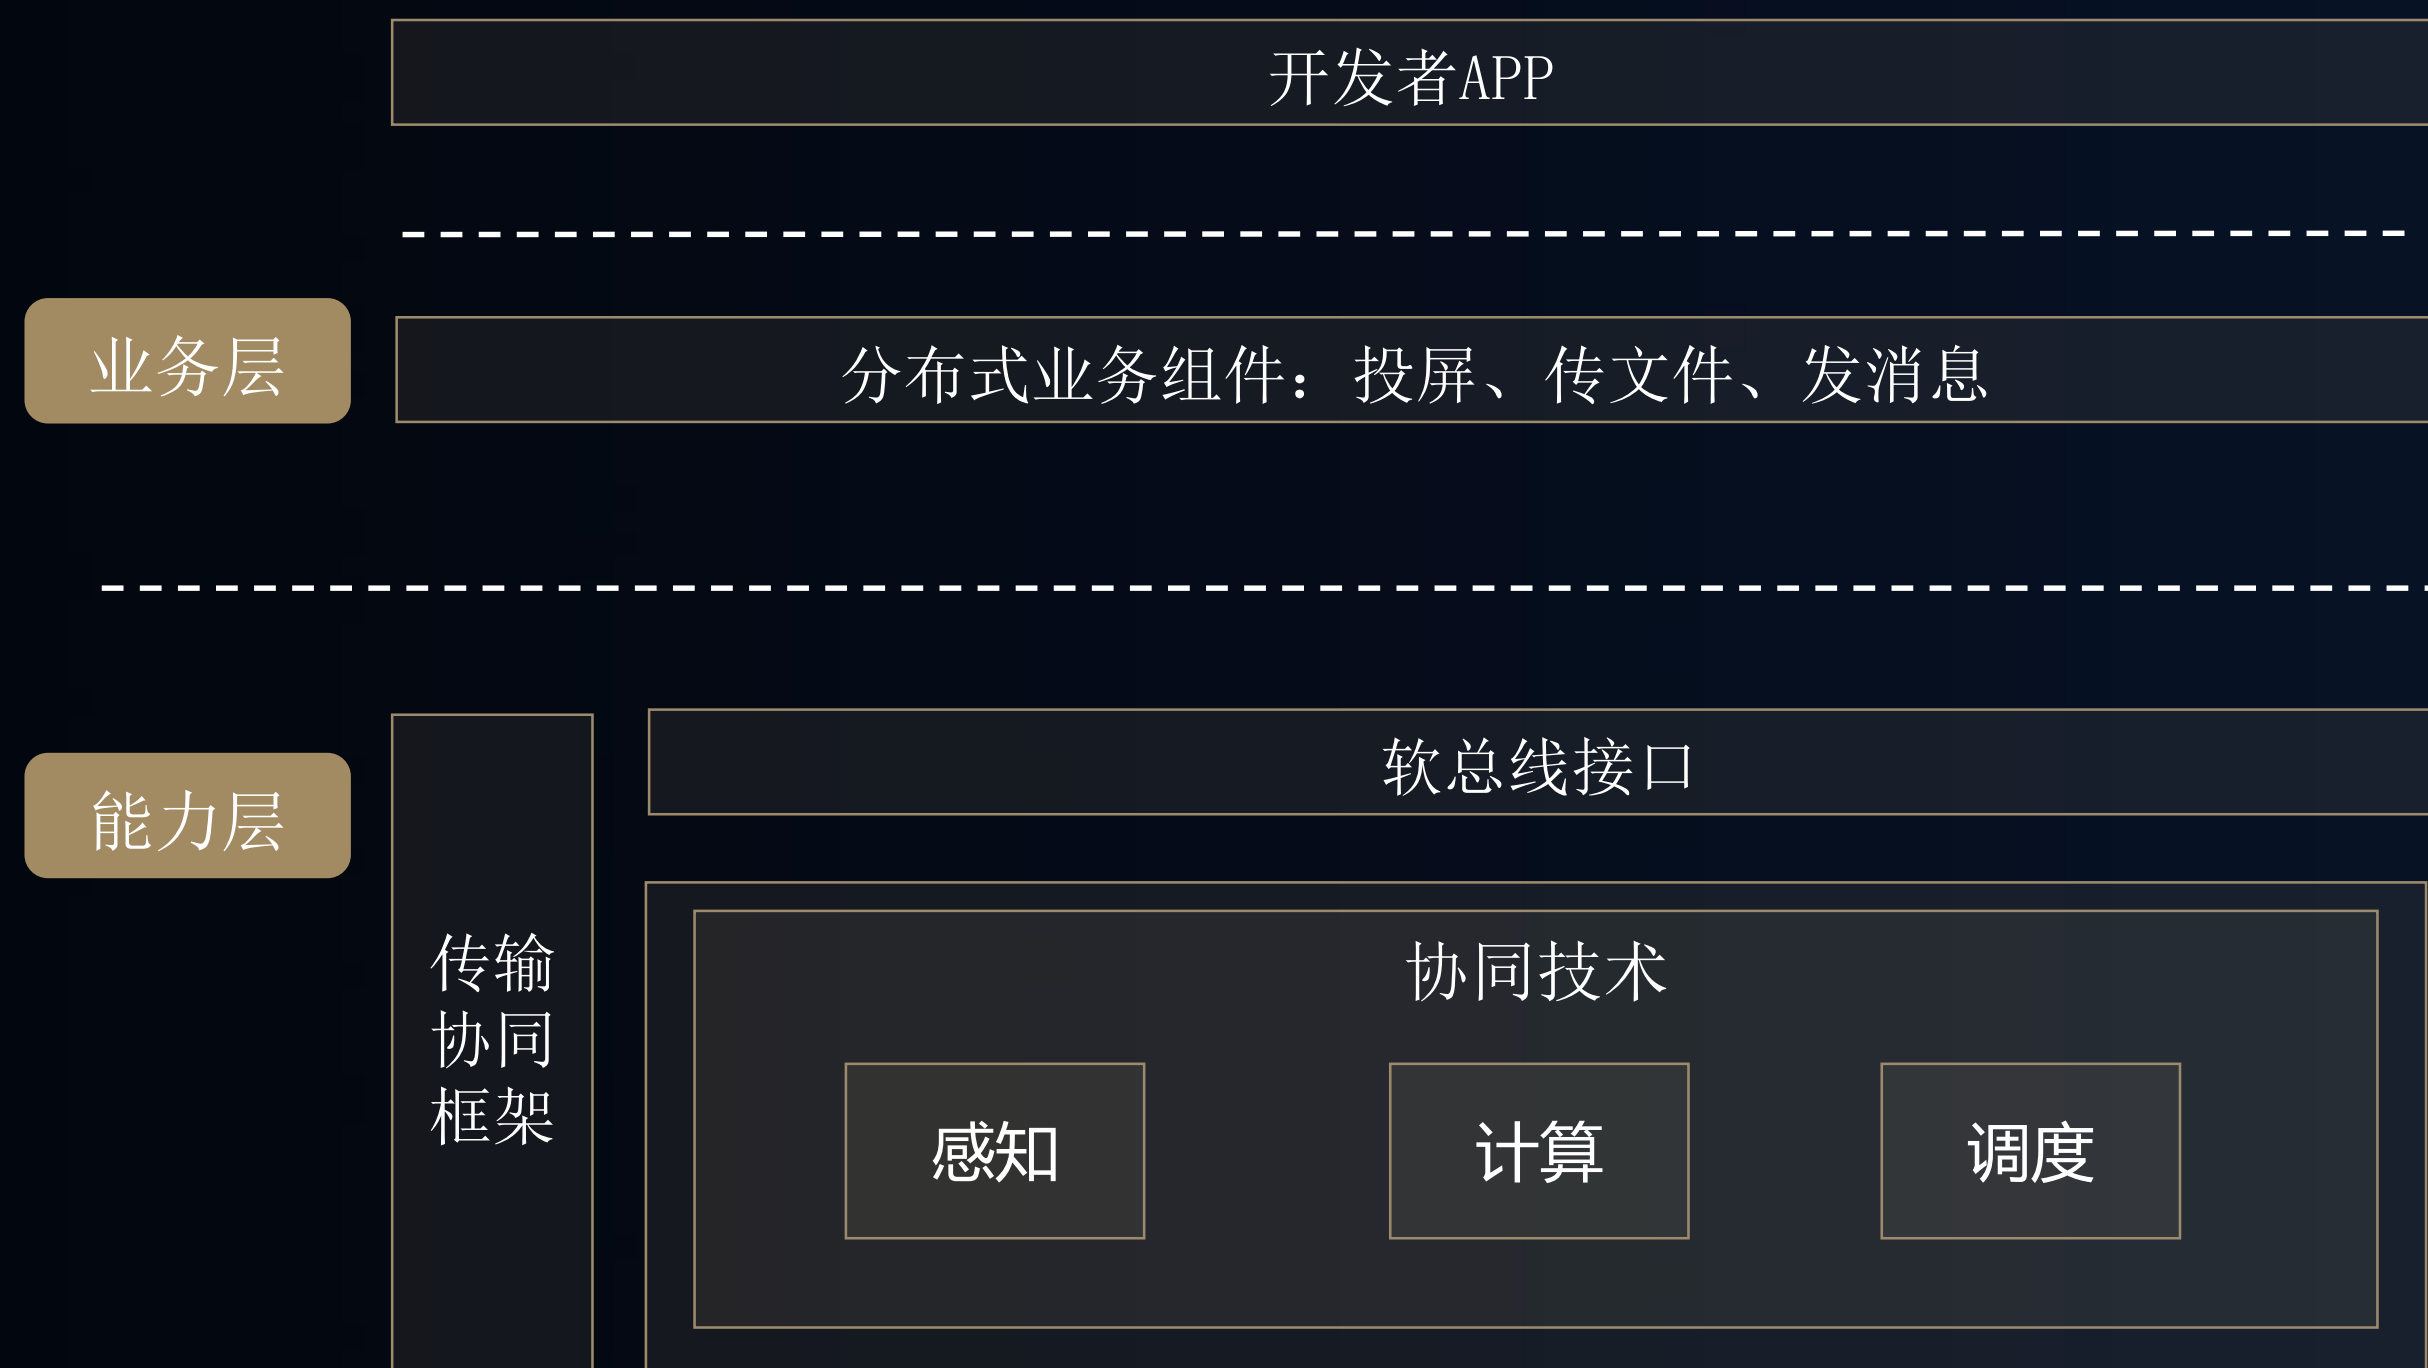 开发者APP
业务层
分布式业务组件：投屏、传文件、发消息
能力层
软总线接口
传输
协同
框架
协同技术
感知
计算
调度